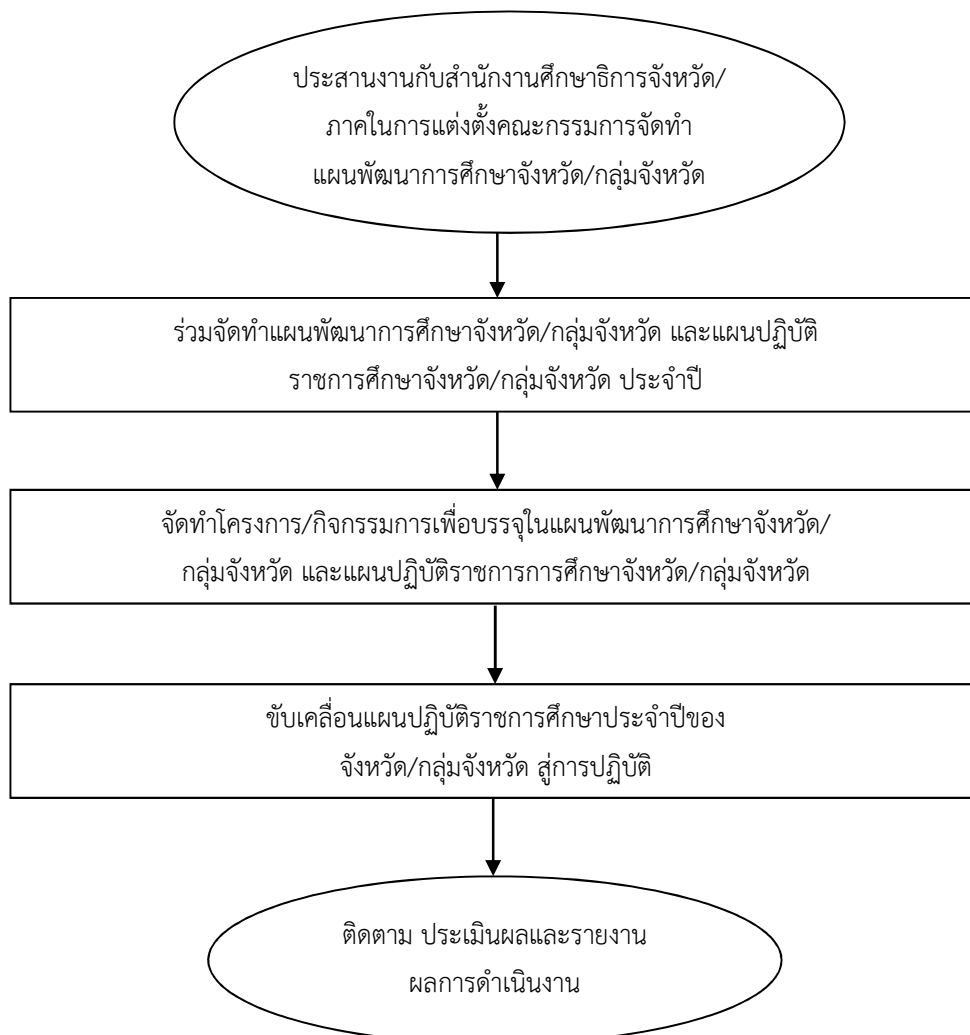 ประสานงานกับสำนักงานศึกษาธิการจังหวัด/
ภาคในการแต่งตั้งคณะกรรมการจัดทำ
แผนพัฒนาการศึกษาจังหวัด/กลุ่มจังหวัด
ร่วมจัดทำแผนพัฒนาการศึกษาจังหวัด/กลุ่มจังหวัด และแผนปฏิบัติ
ราชการศึกษาจังหวัด/กลุ่มจังหวัด ประจำปี
จัดทำโครงการ/กิจกรรมการเพื่อบรรจุในแผนพัฒนาการศึกษาจังหวัด/
กลุ่มจังหวัด และแผนปฏิบัติราชการการศึกษาจังหวัด/กลุ่มจังหวัด
ขับเคลื่อนแผนปฏิบัติราชการศึกษาประจำปีของ
จังหวัด/กลุ่มจังหวัด สู่การปฏิบัติ
ติดตาม ประเมินผลและรายงาน
ผลการดำเนินงาน